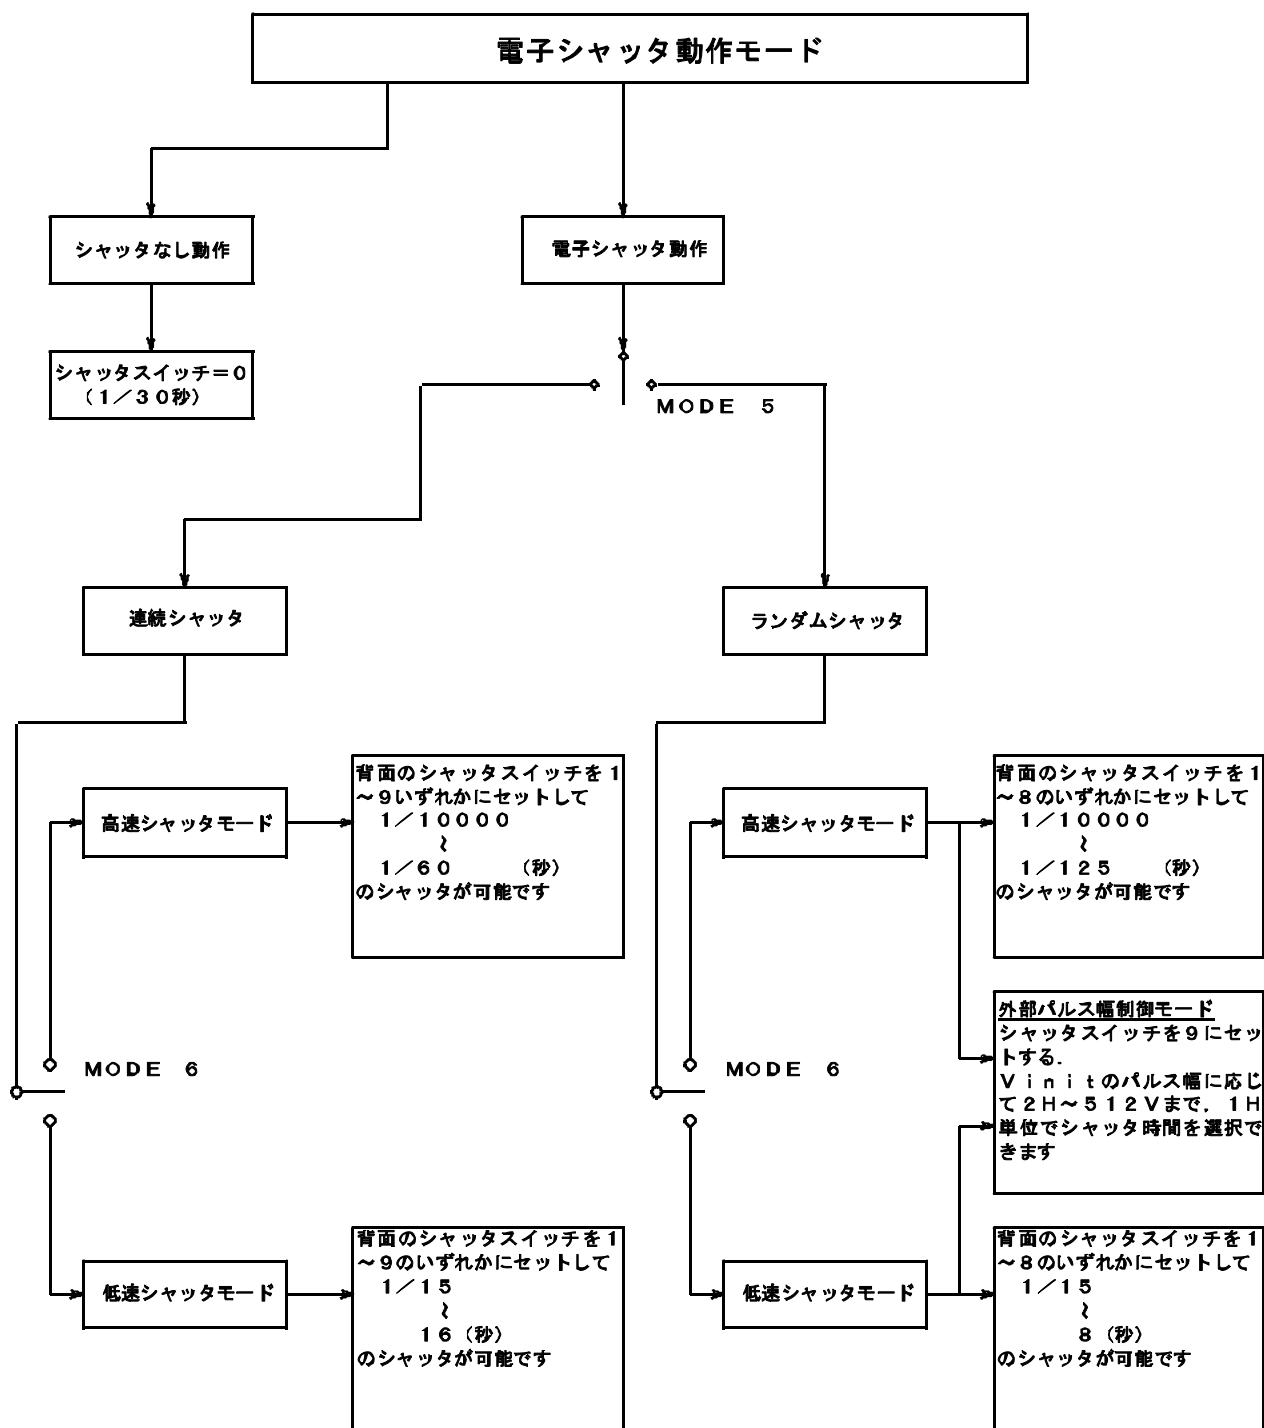 電子シャッタ動作モード
シャッタなし動作
電子シャッタ動作
シャッタスイッチ=0
(1/30秒)
MODE 5
連続シャッタ
ランダムシャッタ
高速シャッタモード
背面のシャッタスイッチを1
~9いずれかにセットして
1/10000
~
1/60 (秒)
のシャッタが可能です
高速シャッタモード
背面のシャッタスイッチを1
~8のいずれかにセットして
1/10000
~
1/125 (秒)
のシャッタが可能です
外部パルス幅制御モード
シャッタスイッチを9にセッ
トする.
Vinitのパルス幅に応じ
て2H~512Vまで, 1H
単位でシャッタ時間を選択で
きます
MODE 6
MODE 6
低速シャッタモード
背面のシャッタスイッチを1
~9のいずれかにセットして
1/15
~
16(秒)
のシャッタが可能です
低速シャッタモード
背面のシャッタスイッチを1
~8のいずれかにセットして
1/15
~
8(秒)
のシャッタが可能です